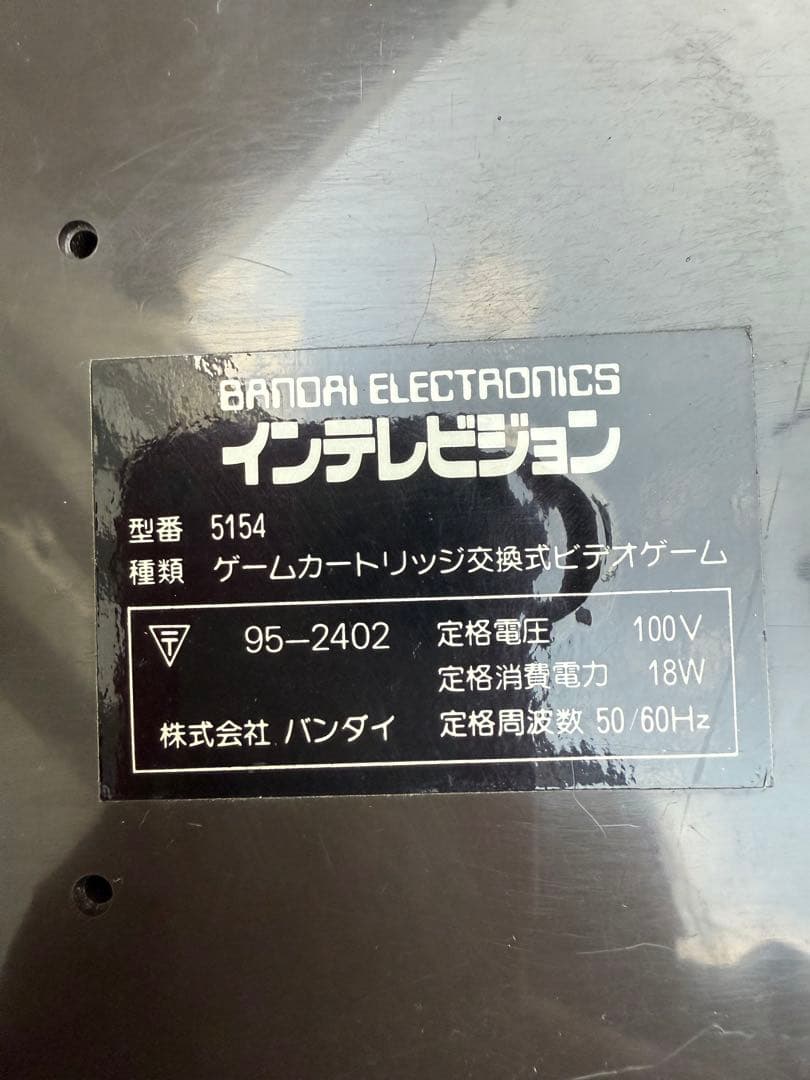 BANDAI ELECTRONICS
インテレビジョン
型番 5154
種類 ゲームカートリッジ交換式ビデオゲーム
〒 95-2402 定格電圧 100V
定格消費電力 18W
株式会社 バンダイ 定格周波数 50/60Hz